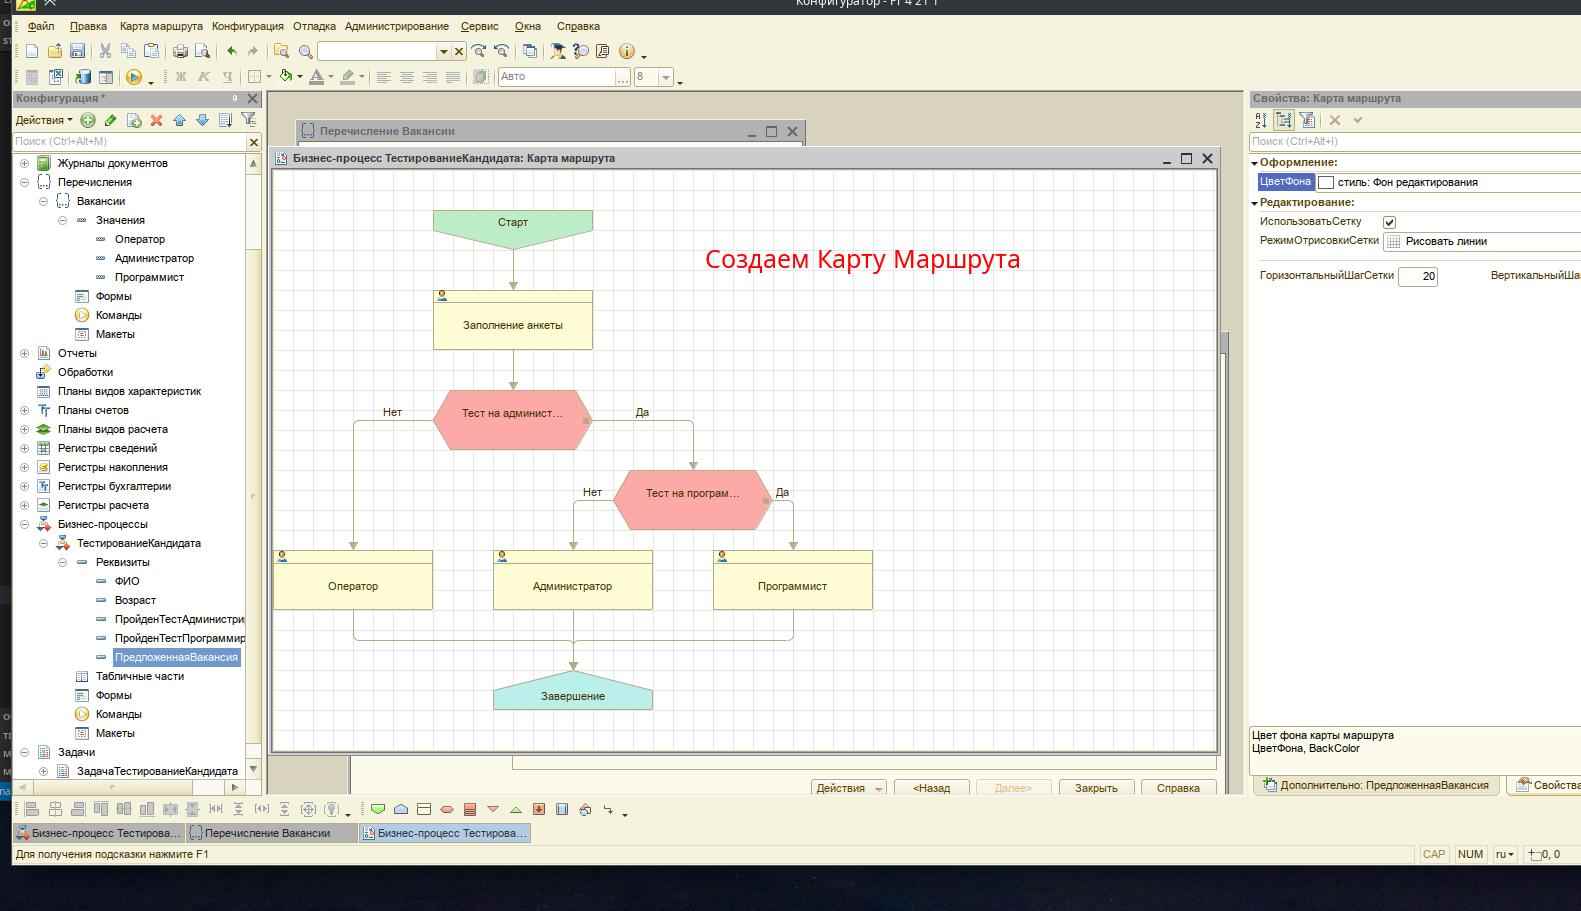 Конфигуратор - РГ4 21 1
Файл Правка Карта маршрута Конфигурация Отладка Администрирование Сервис Окна Справка
Ж К Ч Авто ... 8
Конфигурация *
Действия
Поиск (Ctrl+Alt+M)
Журналы документов
Перечисления
Вакансии
Значения
Оператор
Администратор
Программист
Формы
Команды
Макеты
Отчеты
Обработки
Планы видов характеристик
Планы счетов
Планы видов расчета
Регистры сведений
Регистры накопления
Регистры бухгалтерии
Регистры расчета
Бизнес-процессы
ТестированиеКандидата
Реквизиты
ФИО
Возраст
ПройденТестАдминистри
ПройденТестПрограммир
ПредложеннаяВакансия
Табличные части
Формы
Команды
Макеты
Задачи
ЗадачаТестированиеКандидата
Перечисление Вакансии
Бизнес-процесс ТестированиеКандидата: Карта маршрута
Старт
Создаем Карту Маршрута
Заполнение анкеты
Нет Тест на админист... Да
Нет Тест на програм... Да
Оператор Администратор Программист
Завершение
Действия <Назад Далее> Закрыть Справка
Свойства: Карта маршрута
Поиск (Ctrl+Alt+I)
Оформление:
ЦветФона стиль: Фон редактирования
Редактирование:
ИспользоватьСетку
РежимОтрисовкиСетки Рисовать линии
ГоризонтальныйШагСетки 20 ВертикальныйШа
Цвет фона карты маршрута
ЦветФона, BackColor
Дополнительно: ПредложеннаяВакансия Свойства
Бизнес-процесс Тестирова... Перечисление Вакансии Бизнес-процесс Тестирова...
Для получения подсказки нажмите F1 CAP NUM ru 0, 0